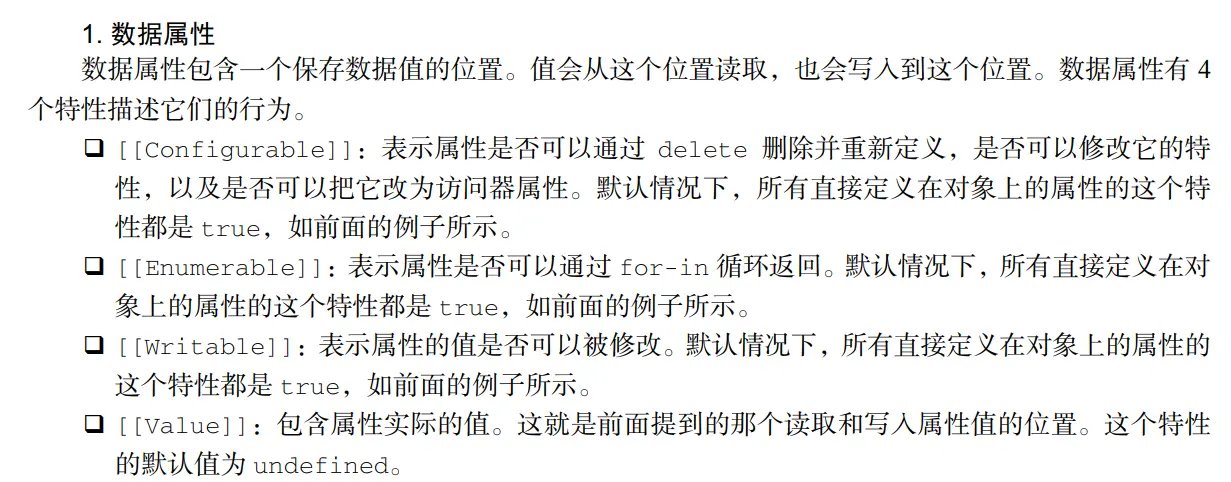 1. 数据属性
数据属性包含一个保存数据值的位置。值会从这个位置读取，也会写入到这个位置。数据属性有 4
个特性描述它们的行为。
❑ [[Configurable]]：表示属性是否可以通过 delete 删除并重新定义，是否可以修改它的特
性，以及是否可以把它改为访问器属性。默认情况下，所有直接定义在对象上的属性的这个特
性都是 true，如前面的例子所示。
❑ [[Enumerable]]：表示属性是否可以通过 for-in 循环返回。默认情况下，所有直接定义在对
象上的属性的这个特性都是 true，如前面的例子所示。
❑ [[Writable]]：表示属性的值是否可以被修改。默认情况下，所有直接定义在对象上的属性的
这个特性都是 true，如前面的例子所示。
❑ [[Value]]：包含属性实际的值。这就是前面提到的那个读取和写入属性值的位置。这个特性
的默认值为 undefined。